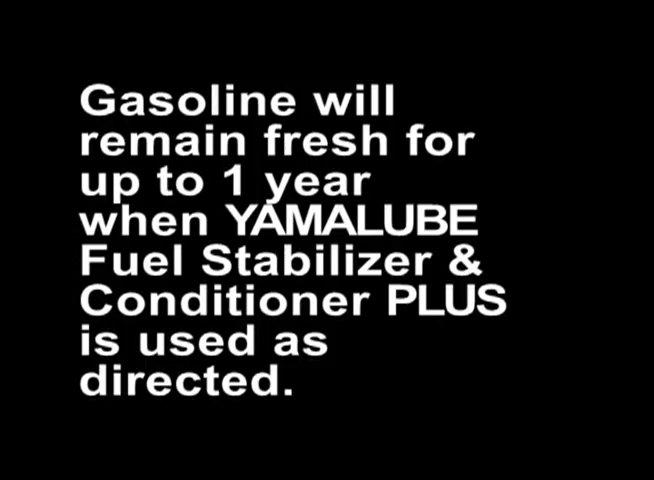 Gasoline will
remain fresh for
up to 1 year
when YAMALUBE
Fuel Stabilizer &
Conditioner PLUS
is used as
directed.